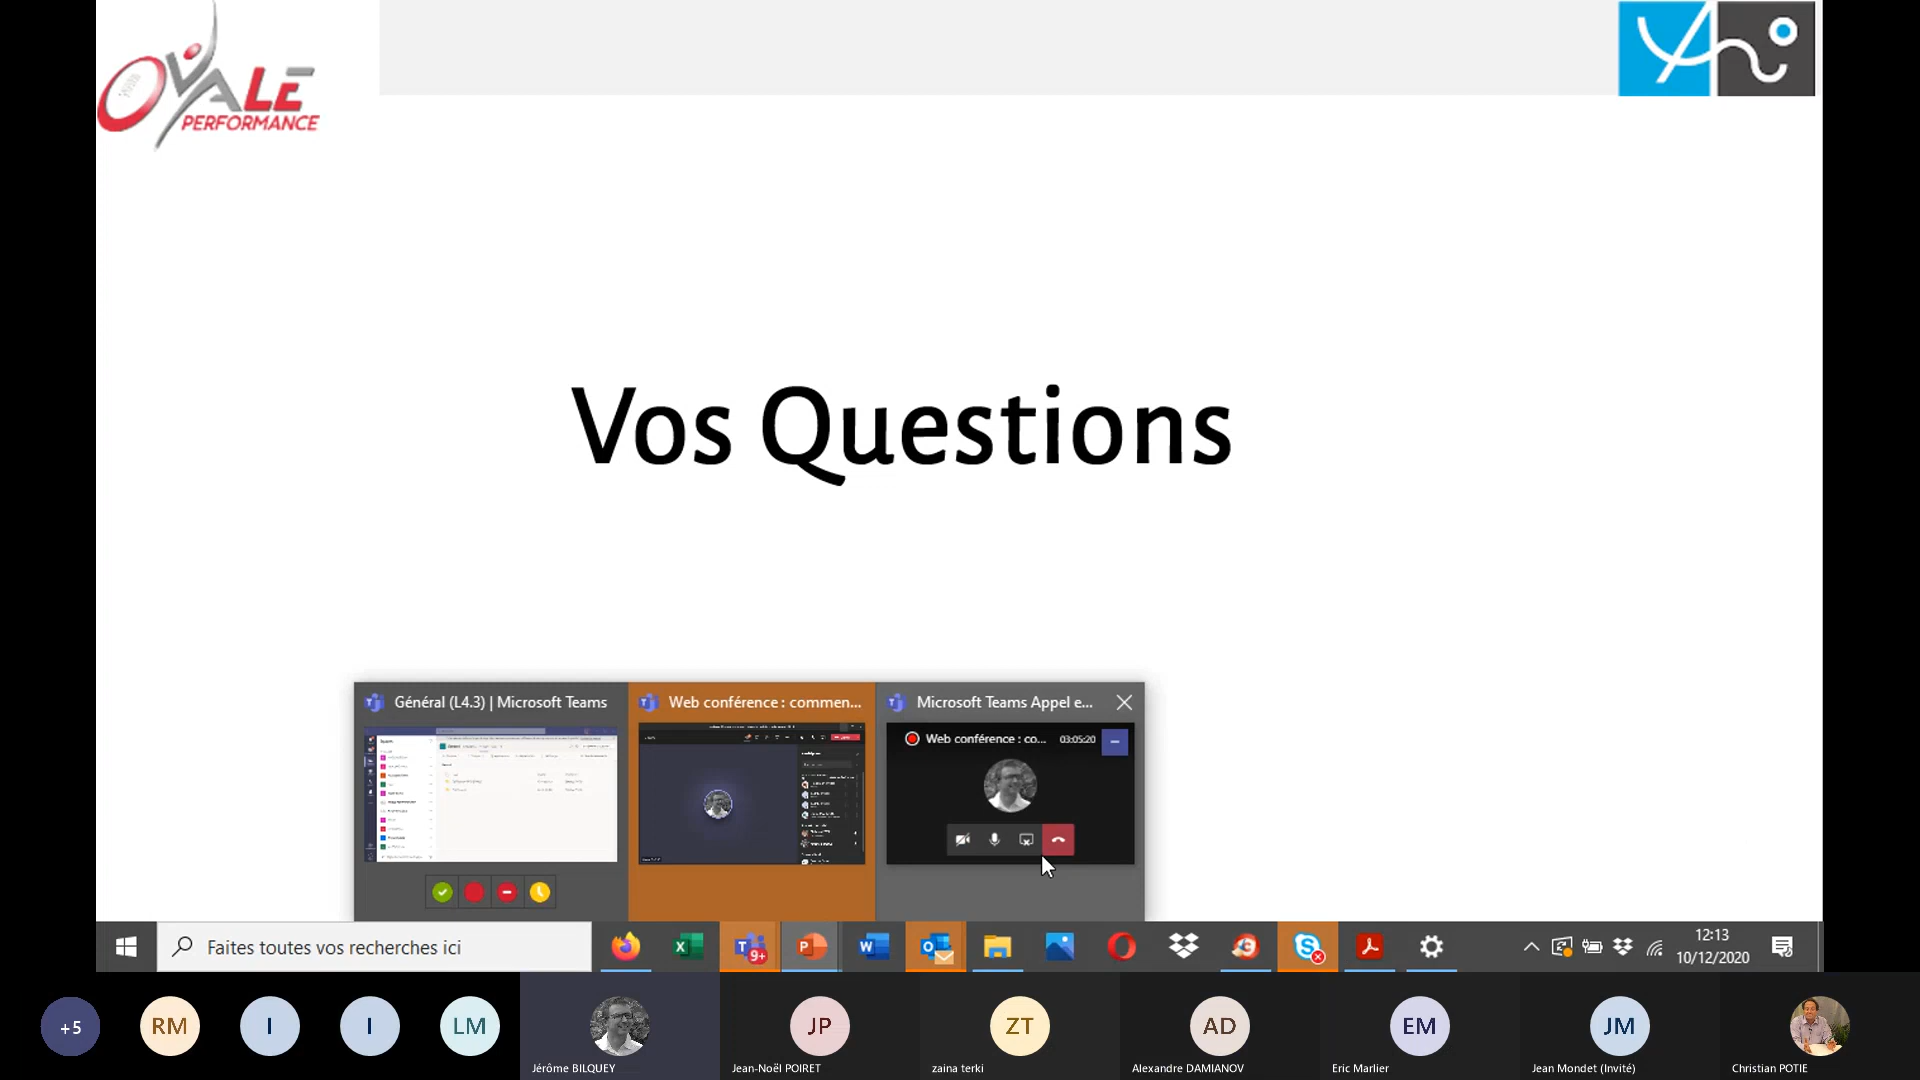 OVALE
PERFORMANCE
Vos Questions
Général (L4.3) | Microsoft Teams
Web conférence : commen...
Microsoft Teams Appel e...
Web conférence : co...
03:05:20
Faites toutes vos recherches ici
9+
12:13
10/12/2020
+5
RM
I
I
LM
JP
ZT
AD
EM
JM
Jérôme BILQUEY
Jean-Noël POIRET
zaina terki
Alexandre DAMIANOV
Eric Marlier
Jean Mondet (Invité)
Christian POTIE